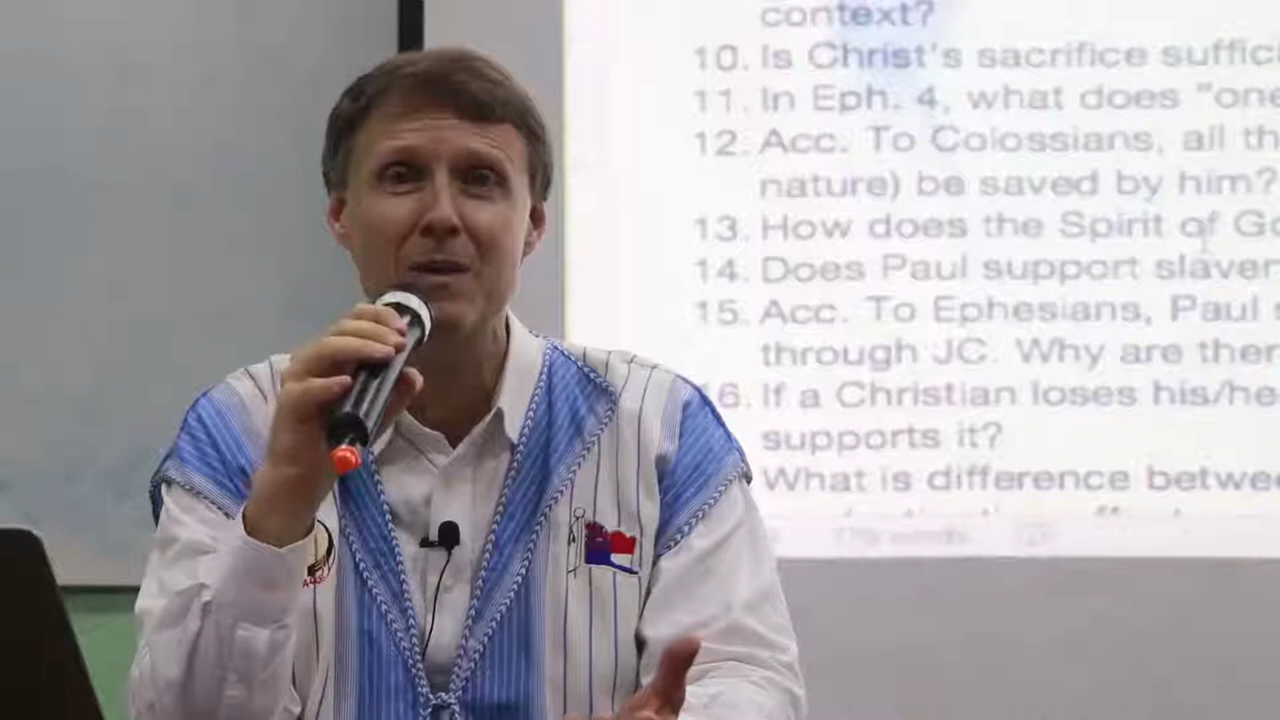 context?
10. Is Christ's sacrifice suffic
11. In Eph. 4, what does "one
12. Acc. To Colossians, all th
nature) be saved by him?
13. How does the Spirit of Go
14. Does Paul support slaver
15. Acc. To Ephesians, Paul
through JC. Why are ther
16. If a Christian loses his/he
supports it?
What is difference betwee